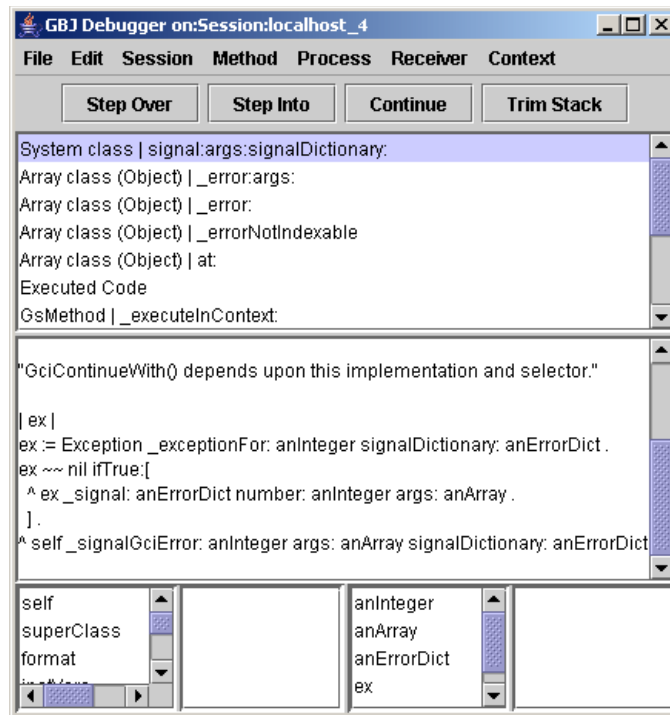 GBJ Debugger on:Session:localhost_4
File Edit Session Method Process Receiver Context
Step Over Step Into Continue Trim Stack
System class | signal:args:signalDictionary:
Array class (Object) | _error:args:
Array class (Object) | _error:
Array class (Object) | _errorNotIndexable
Array class (Object) | at:
Executed Code
GsMethod | _executeInContext:
"GciContinueWith() depends upon this implementation and selector."
| ex |
ex := Exception _exceptionFor: anInteger signalDictionary: anErrorDict .
ex ~~ nil ifTrue:[
^ ex _signal: anErrorDict number: anInteger args: anArray .
] .
^ self _signalGciError: anInteger args: anArray signalDictionary: anErrorDict
self
superClass
format
anInteger
anArray
anErrorDict
ex